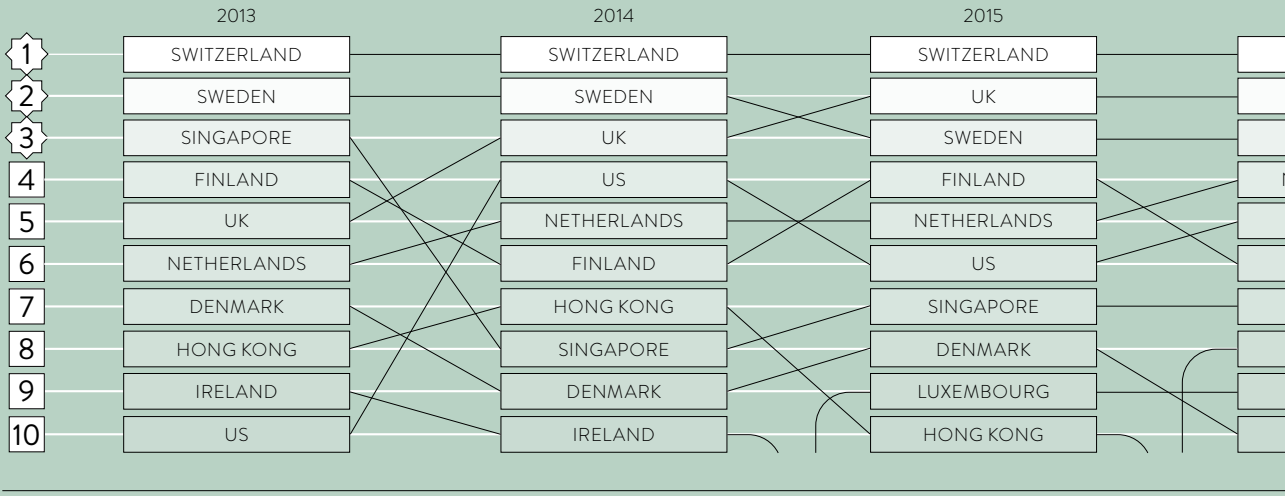 2013 2014 2015
1 SWITZERLAND SWITZERLAND SWITZERLAND
2 SWEDEN SWEDEN UK
3 SINGAPORE UK SWEDEN
4 FINLAND US FINLAND
5 UK NETHERLANDS NETHERLANDS
6 NETHERLANDS FINLAND US
7 DENMARK HONG KONG SINGAPORE
8 HONG KONG SINGAPORE DENMARK
9 IRELAND DENMARK LUXEMBOURG
10 US IRELAND HONG KONG